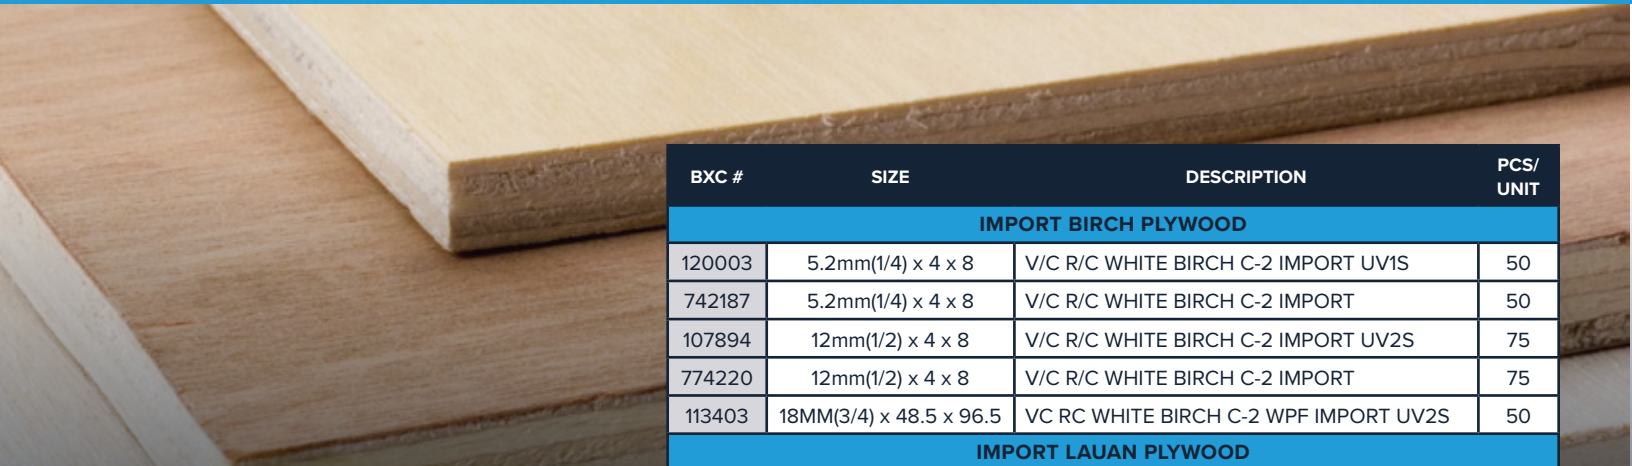 BXC # SIZE DESCRIPTION PCS/
UNIT
IMPORT BIRCH PLYWOOD
120003 5.2mm(1/4) x 4 x 8 V/C R/C WHITE BIRCH C-2 IMPORT UV1S 50
742187 5.2mm(1/4) x 4 x 8 V/C R/C WHITE BIRCH C-2 IMPORT 50
107894 12mm(1/2) x 4 x 8 V/C R/C WHITE BIRCH C-2 IMPORT UV2S 75
774220 12mm(1/2) x 4 x 8 V/C R/C WHITE BIRCH C-2 IMPORT 75
113403 18MM(3/4) x 48.5 x 96.5 VC RC WHITE BIRCH C-2 WPF IMPORT UV2S 50
IMPORT LAUAN PLYWOOD